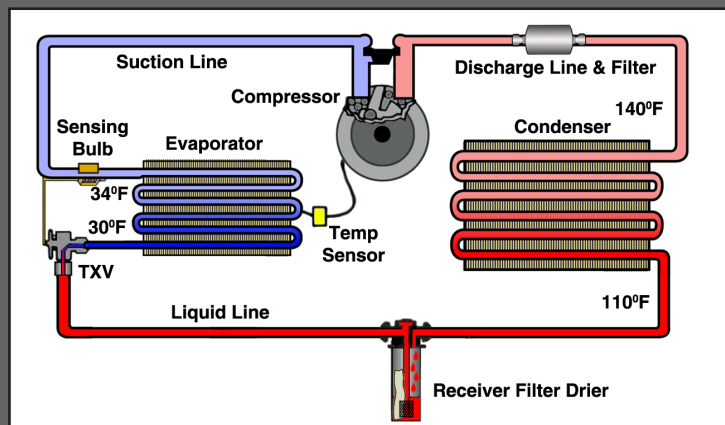 Suction Line
Discharge Line & Filter
Compressor
140⁰F
Sensing
Bulb
Evaporator
Condenser
34⁰F
30⁰F
Temp
Sensor
TXV
110⁰F
Liquid Line
Receiver Filter Drier